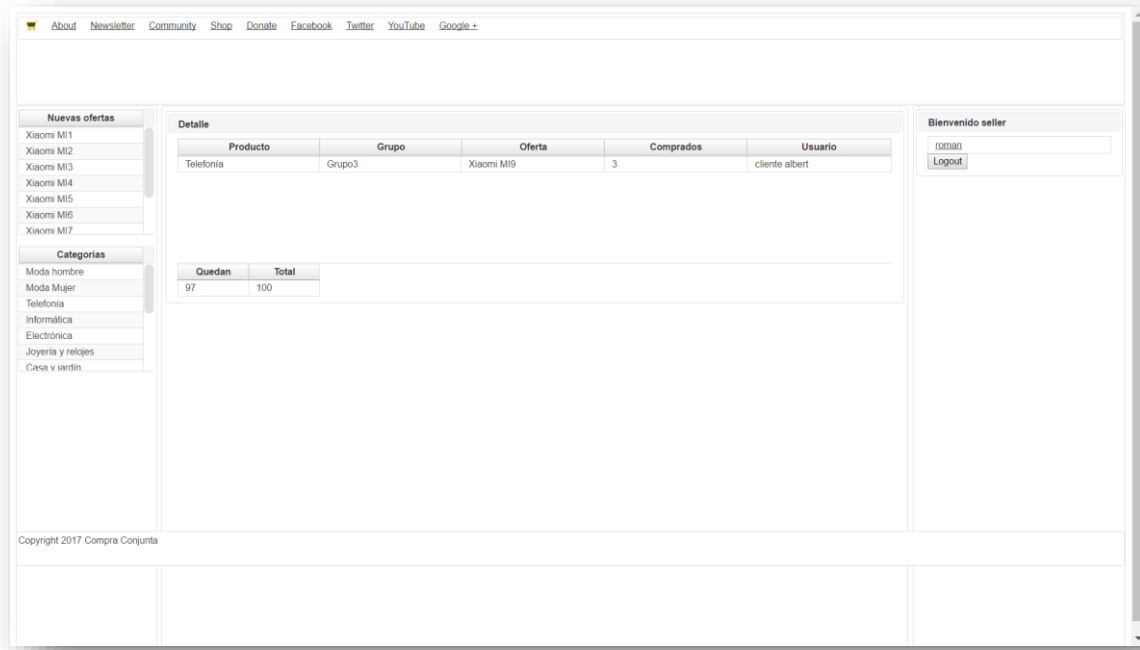 About Newsletter Community Shop Donate Facebook Twitter YouTube Google +
Nuevas ofertas
Xiaomi MI1
Xiaomi MI2
Xiaomi MI3
Xiaomi MI4
Xiaomi MI5
Xiaomi MI6
Xiaomi MI7
Categorias
Moda hombre
Moda Mujer
Telefonía
Informática
Electrónica
Joyería y relojes
Casa y jardín
Detalle
Producto Grupo Oferta Comprados Usuario
Telefonía Grupo3 Xiaomi MI9 3 cliente albert
Quedan Total
97 100
Bienvenido seller
roman
Logout
Copyright 2017 Compra Conjunta